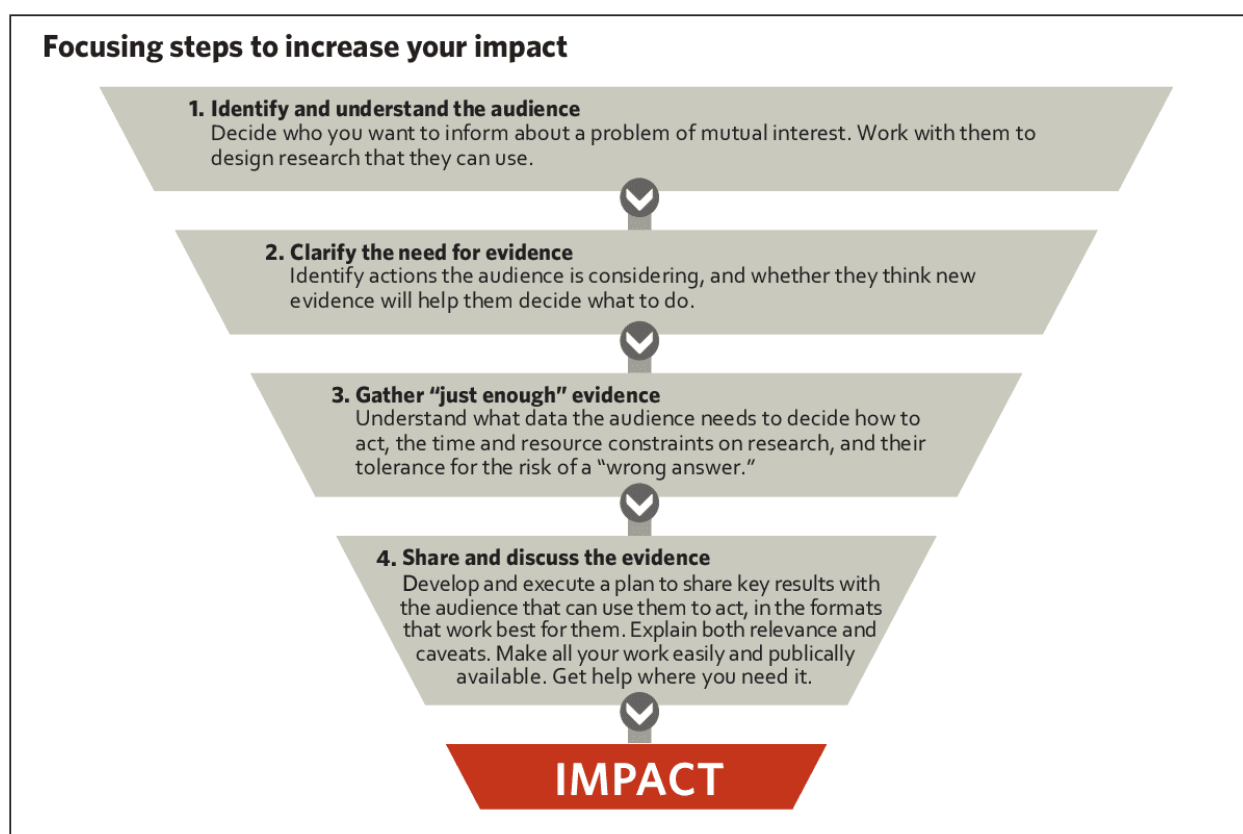 Focusing steps to increase your impact
1. Identify and understand the audience
Decide who you want to inform about a problem of mutual interest. Work with them to
design research that they can use.
2. Clarify the need for evidence
Identify actions the audience is considering, and whether they think new
evidence will help them decide what to do.
3. Gather “just enough” evidence
Understand what data the audience needs to decide how to
act, the time and resource constraints on research, and their
tolerance for the risk of a “wrong answer.”
4. Share and discuss the evidence
Develop and execute a plan to share key results with
the audience that can use them to act, in the formats
that work best for them. Explain both relevance and
caveats. Make all your work easily and publically
available. Get help where you need it.
IMPACT